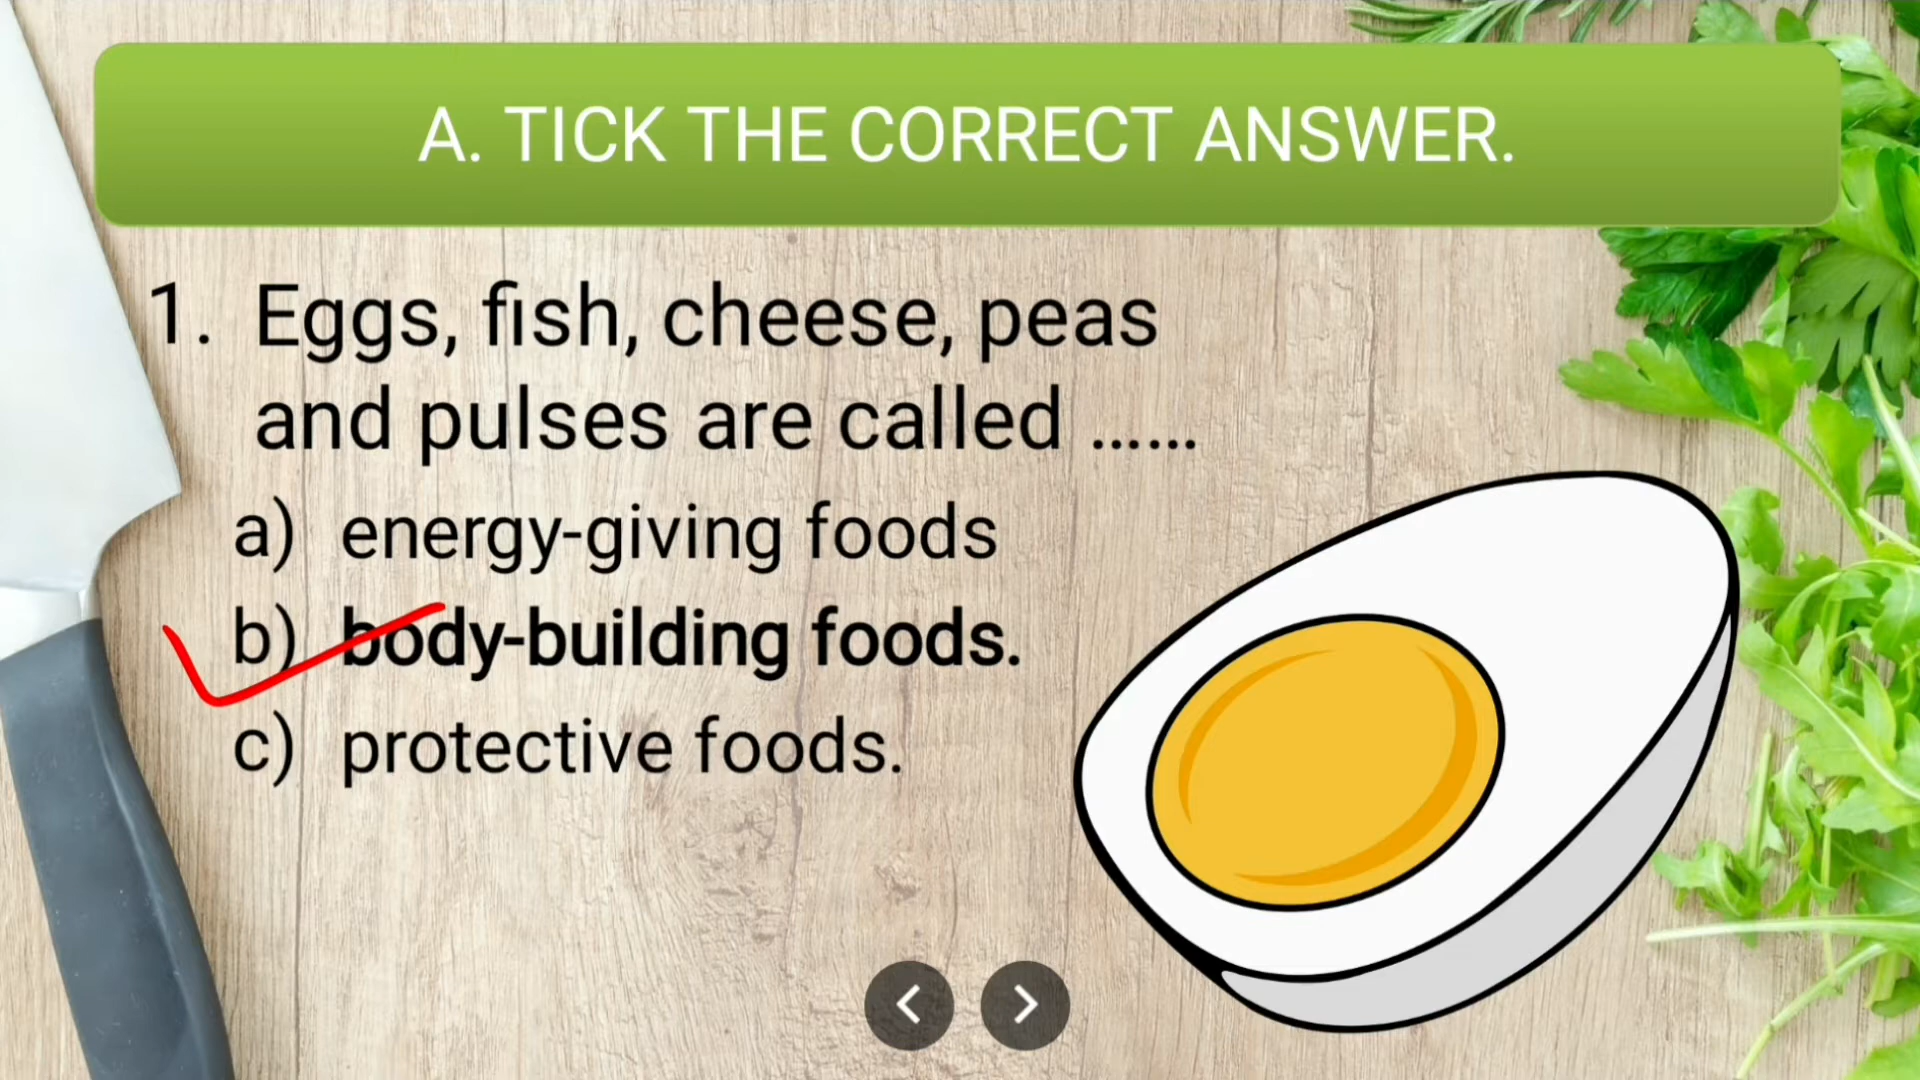 A. TICK THE CORRECT ANSWER.
1. Eggs, fish, cheese, peas
and pulses are called ......
a) energy-giving foods
b) body-building foods.
c) protective foods.